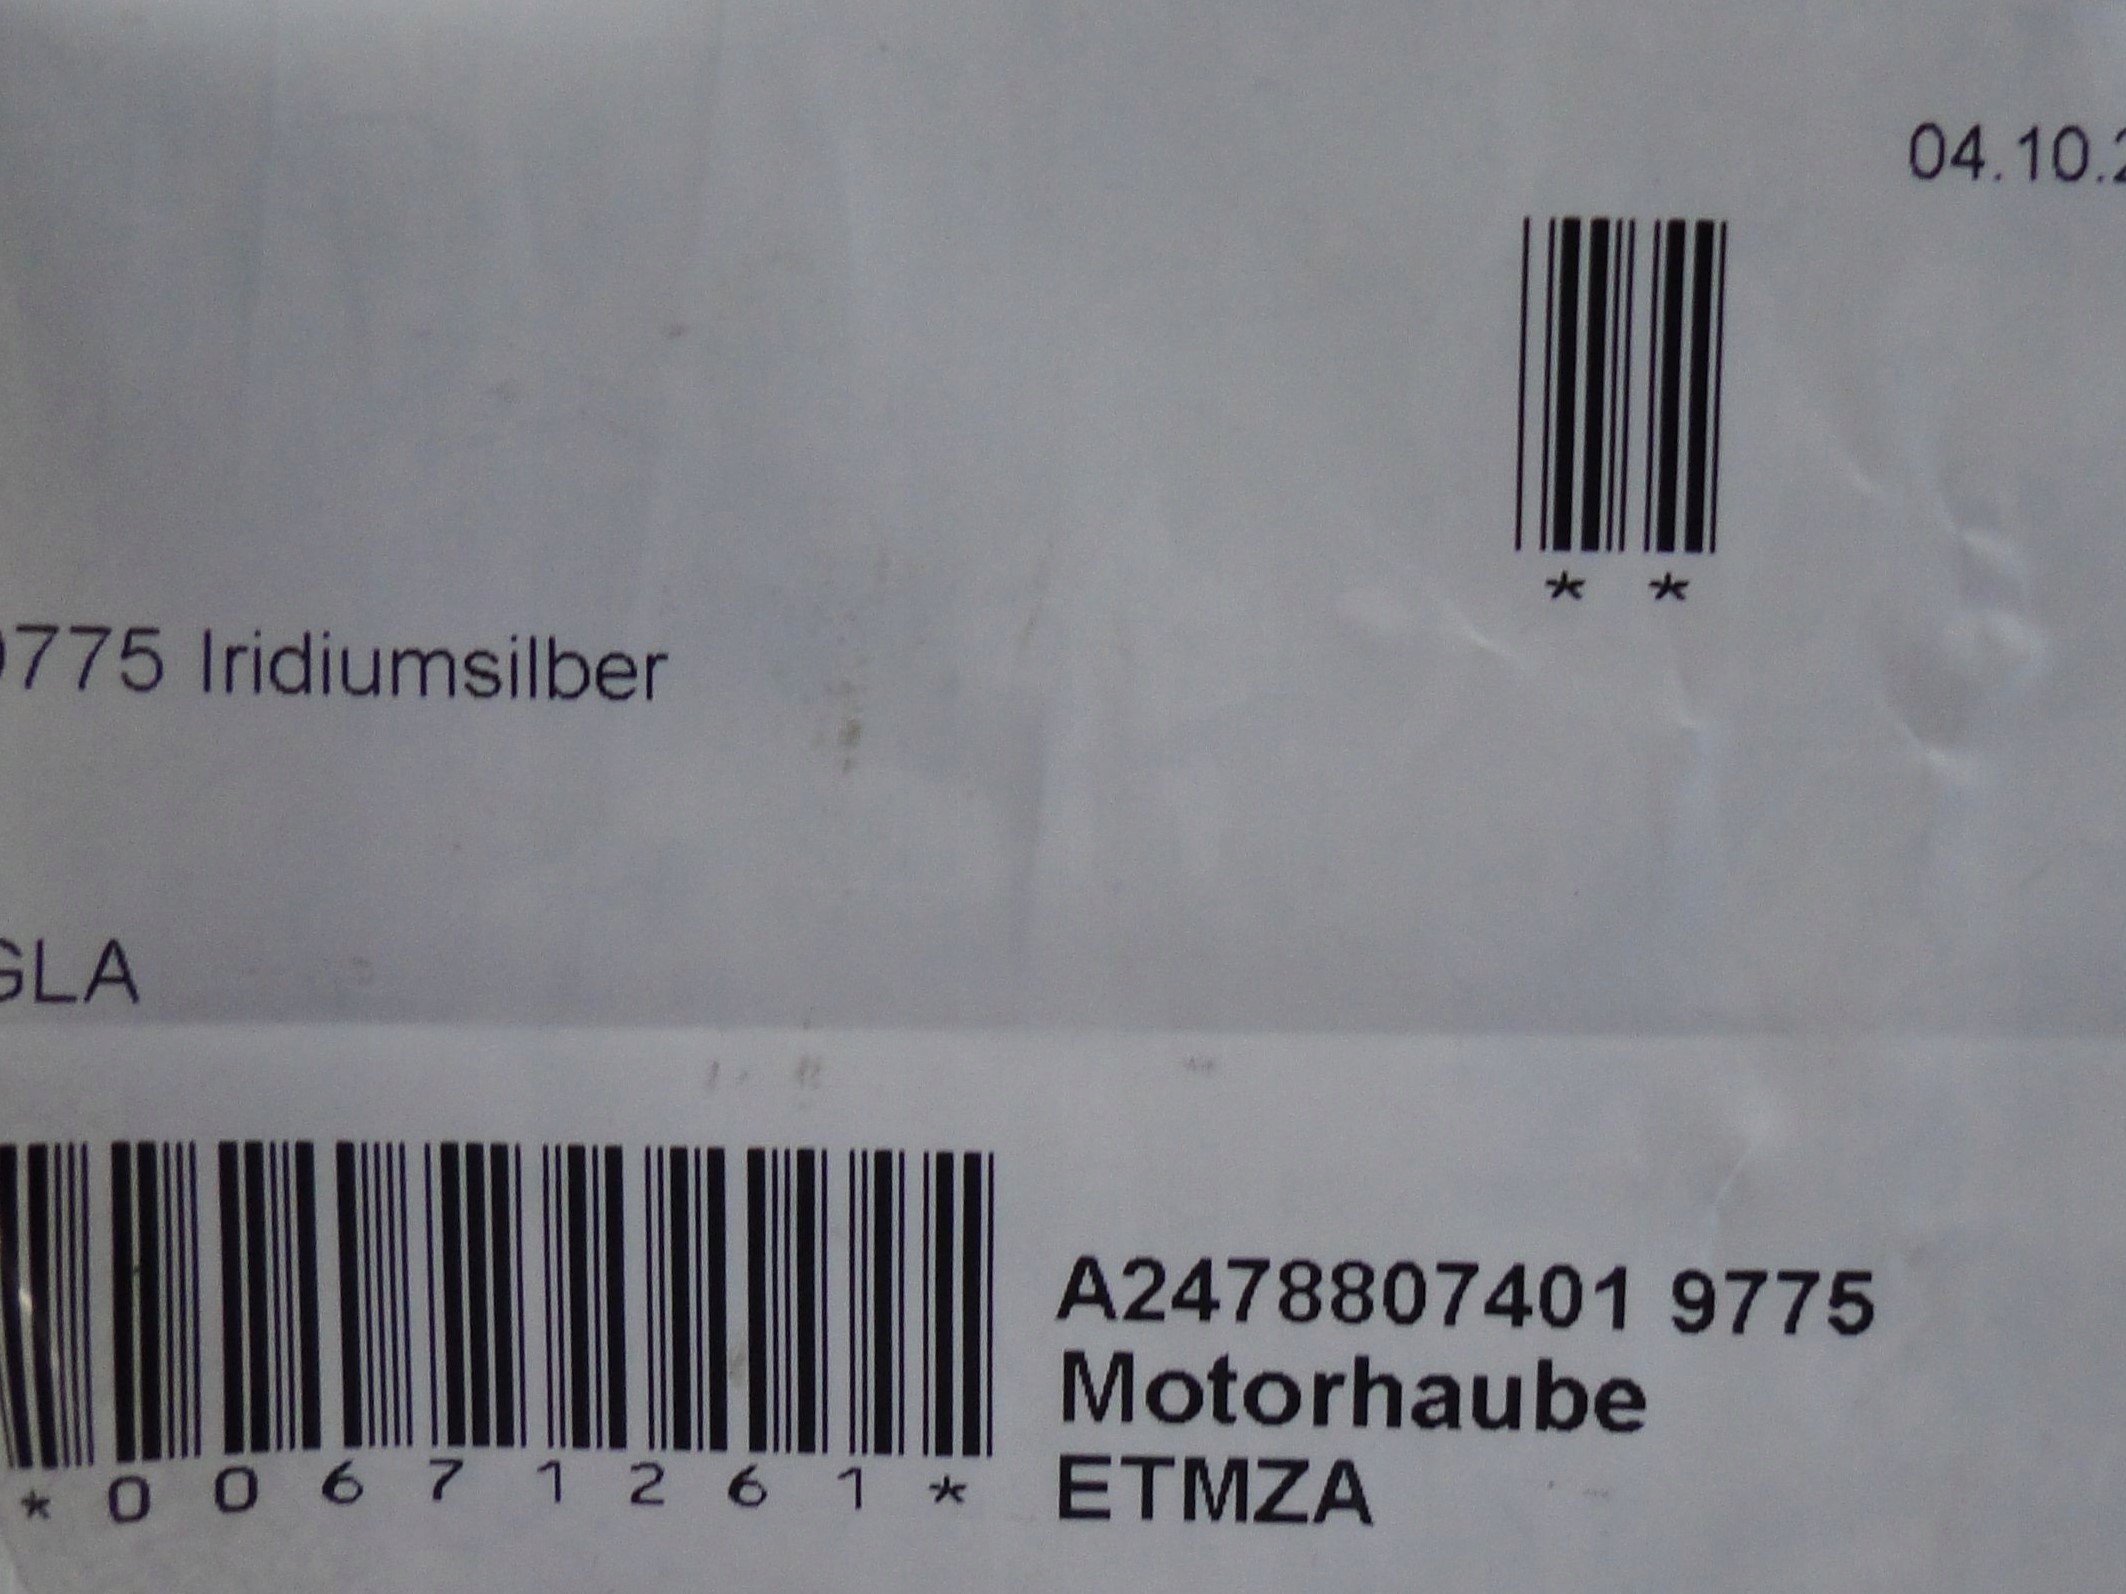 04.10.2
* *
9775 Iridiumsilber
GLA
A2478807401 9775
Motorhaube
*00671261*
ETMZA